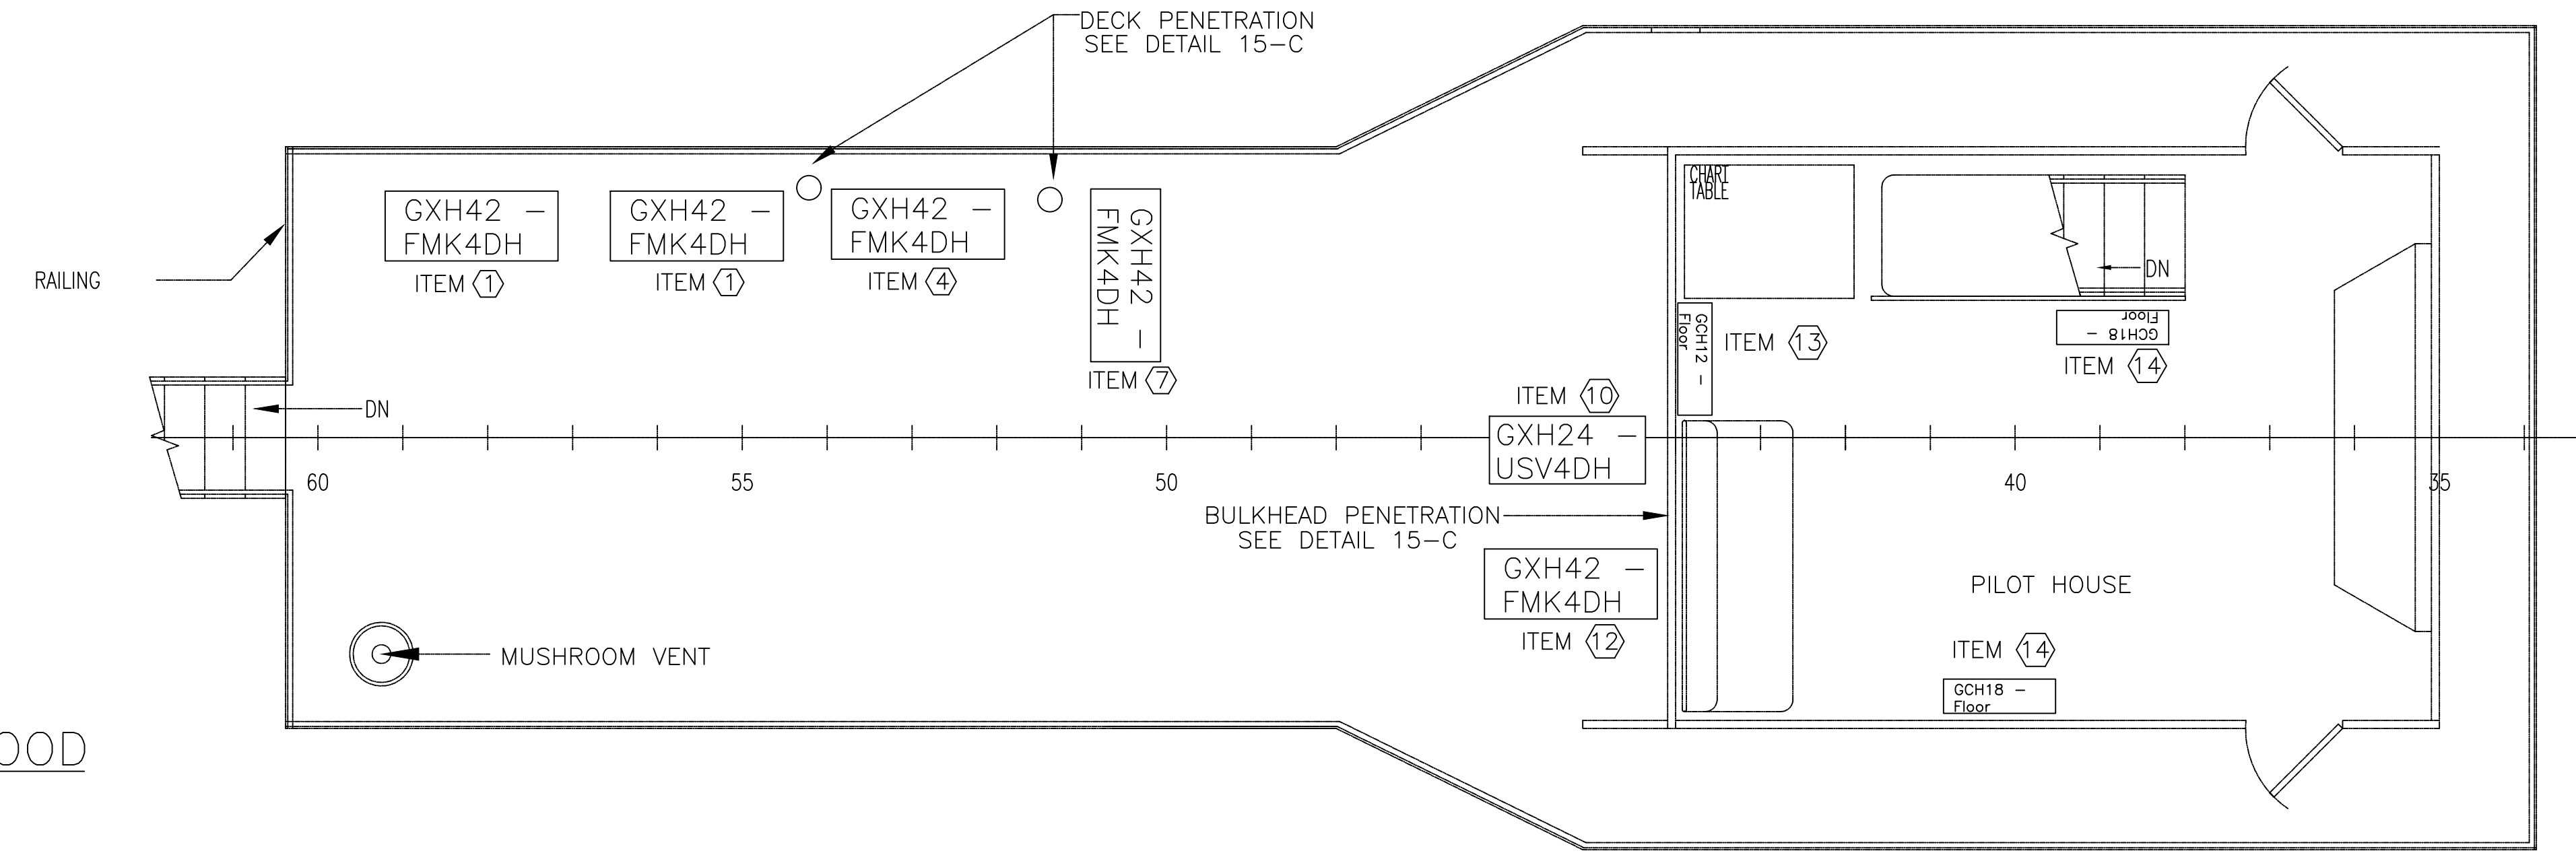 DECK PENETRATION
SEE DETAIL 15-C
RAILING
GXH42 -
FMK4DH
ITEM 1
GXH42 -
FMK4DH
ITEM 1
GXH42 -
FMK4DH
ITEM 4
GXH42 -
FMK4DH
ITEM 7
CHART
TABLE
DN
GCH12 -
Floor
ITEM 13
GCH18 -
Floor
ITEM 14
DN
ITEM 10
GXH24 -
USV4DH
60
55
50
40
35
BULKHEAD PENETRATION
SEE DETAIL 15-C
GXH42 -
FMK4DH
ITEM 12
PILOT HOUSE
ITEM 14
GCH18 -
Floor
MUSHROOM VENT
OOD